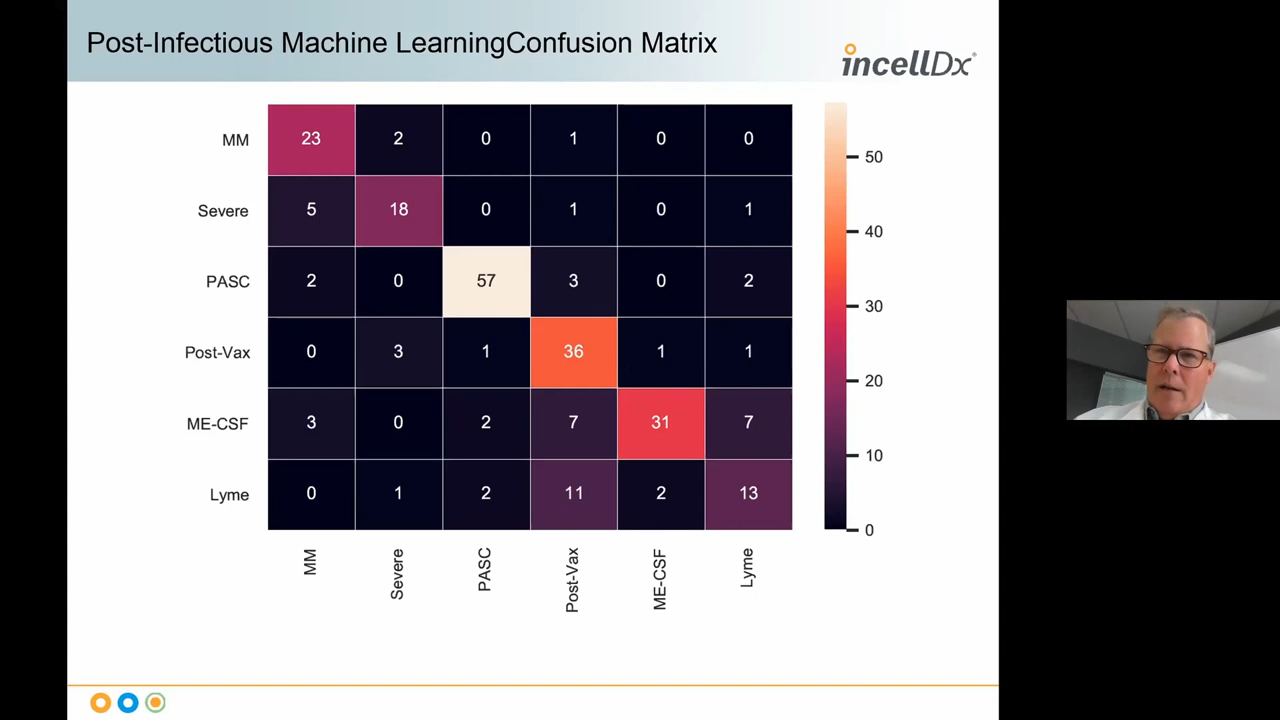 Post-Infectious Machine LearningConfusion Matrix
incellDx
MM 23 2 0 1 0 0
Severe 5 18 0 1 0 1
PASC 2 0 57 3 0 2
Post-Vax 0 3 1 36 1 1
ME-CSF 3 0 2 7 31 7
Lyme 0 1 2 11 2 13
MM Severe PASC Post-Vax ME-CSF Lyme
50
40
30
20
10
0